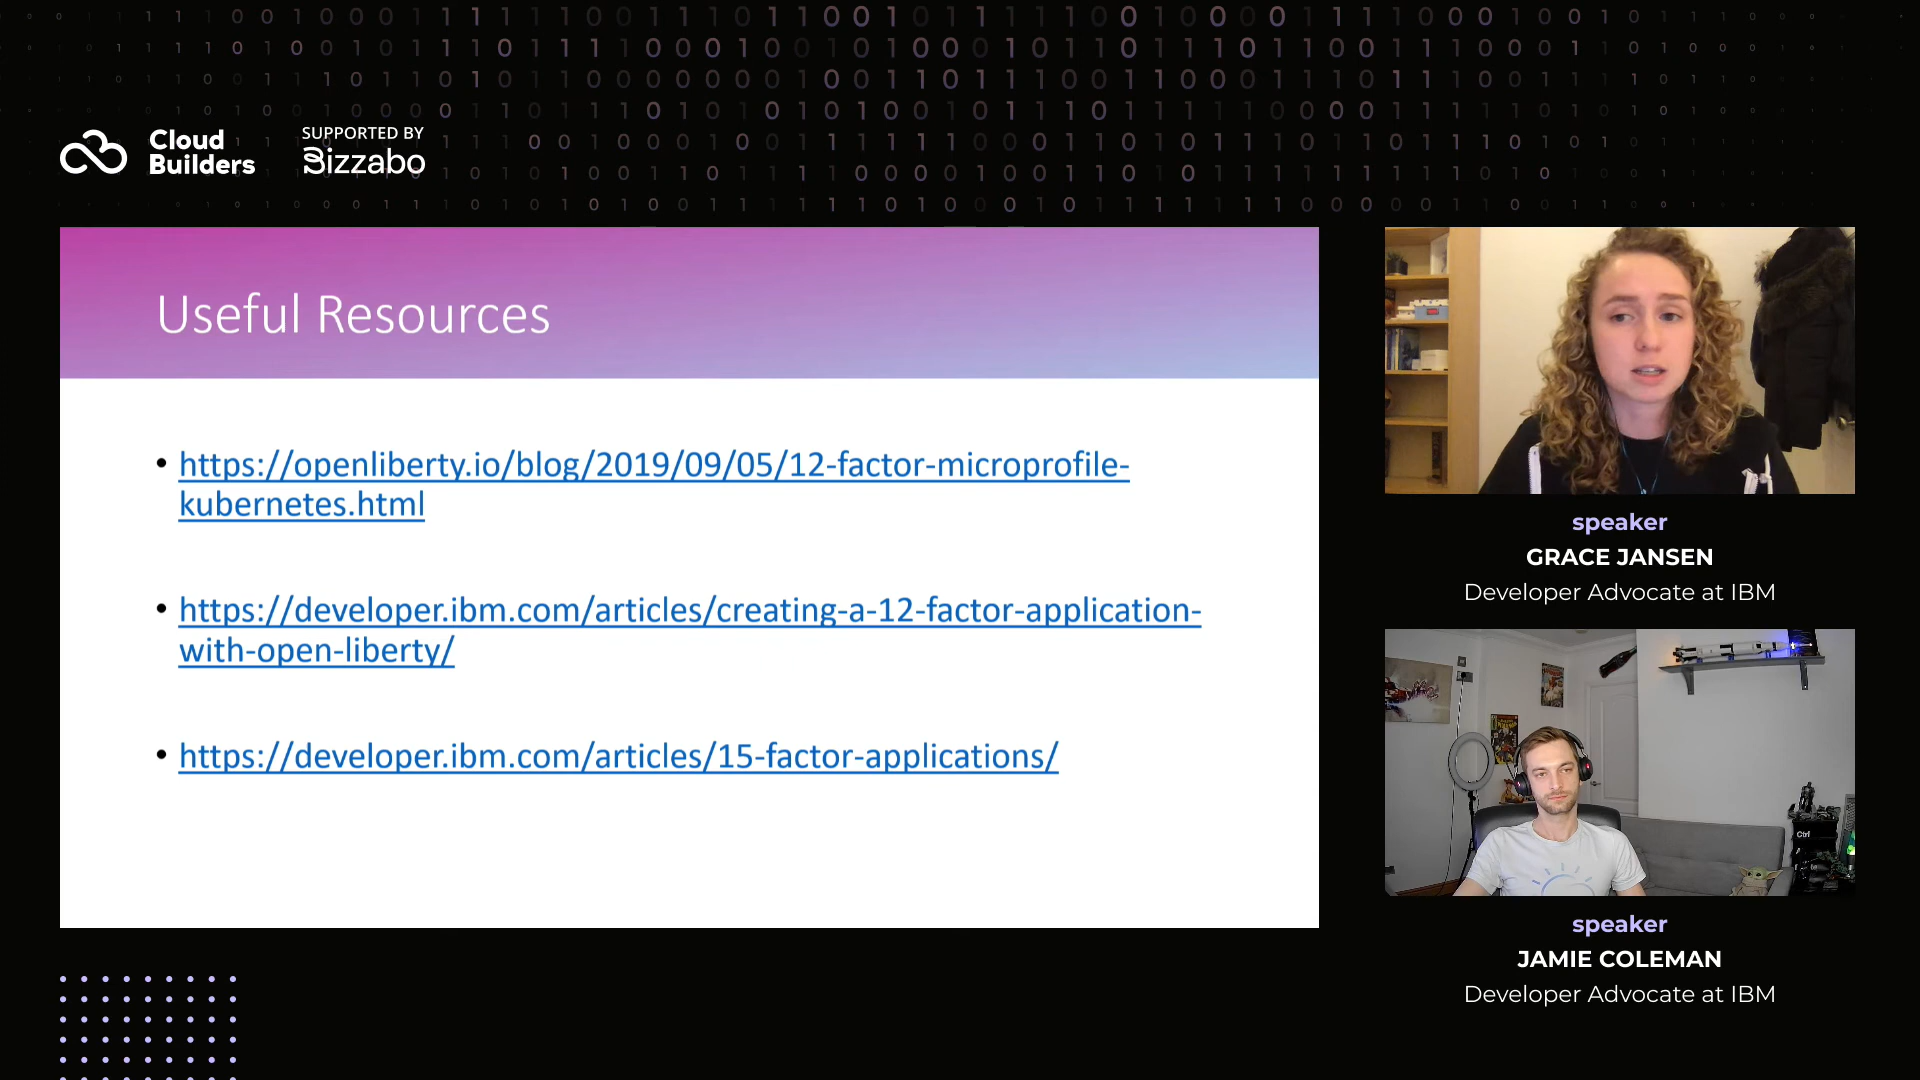 Cloud
Builders
SUPPORTED BY
Bizzabo
Useful Resources
• https://openliberty.io/blog/2019/09/05/12-factor-microprofile-
kubernetes.html
• https://developer.ibm.com/articles/creating-a-12-factor-application-
with-open-liberty/
• https://developer.ibm.com/articles/15-factor-applications/
speaker
GRACE JANSEN
Developer Advocate at IBM
Ctrl
speaker
JAMIE COLEMAN
Developer Advocate at IBM